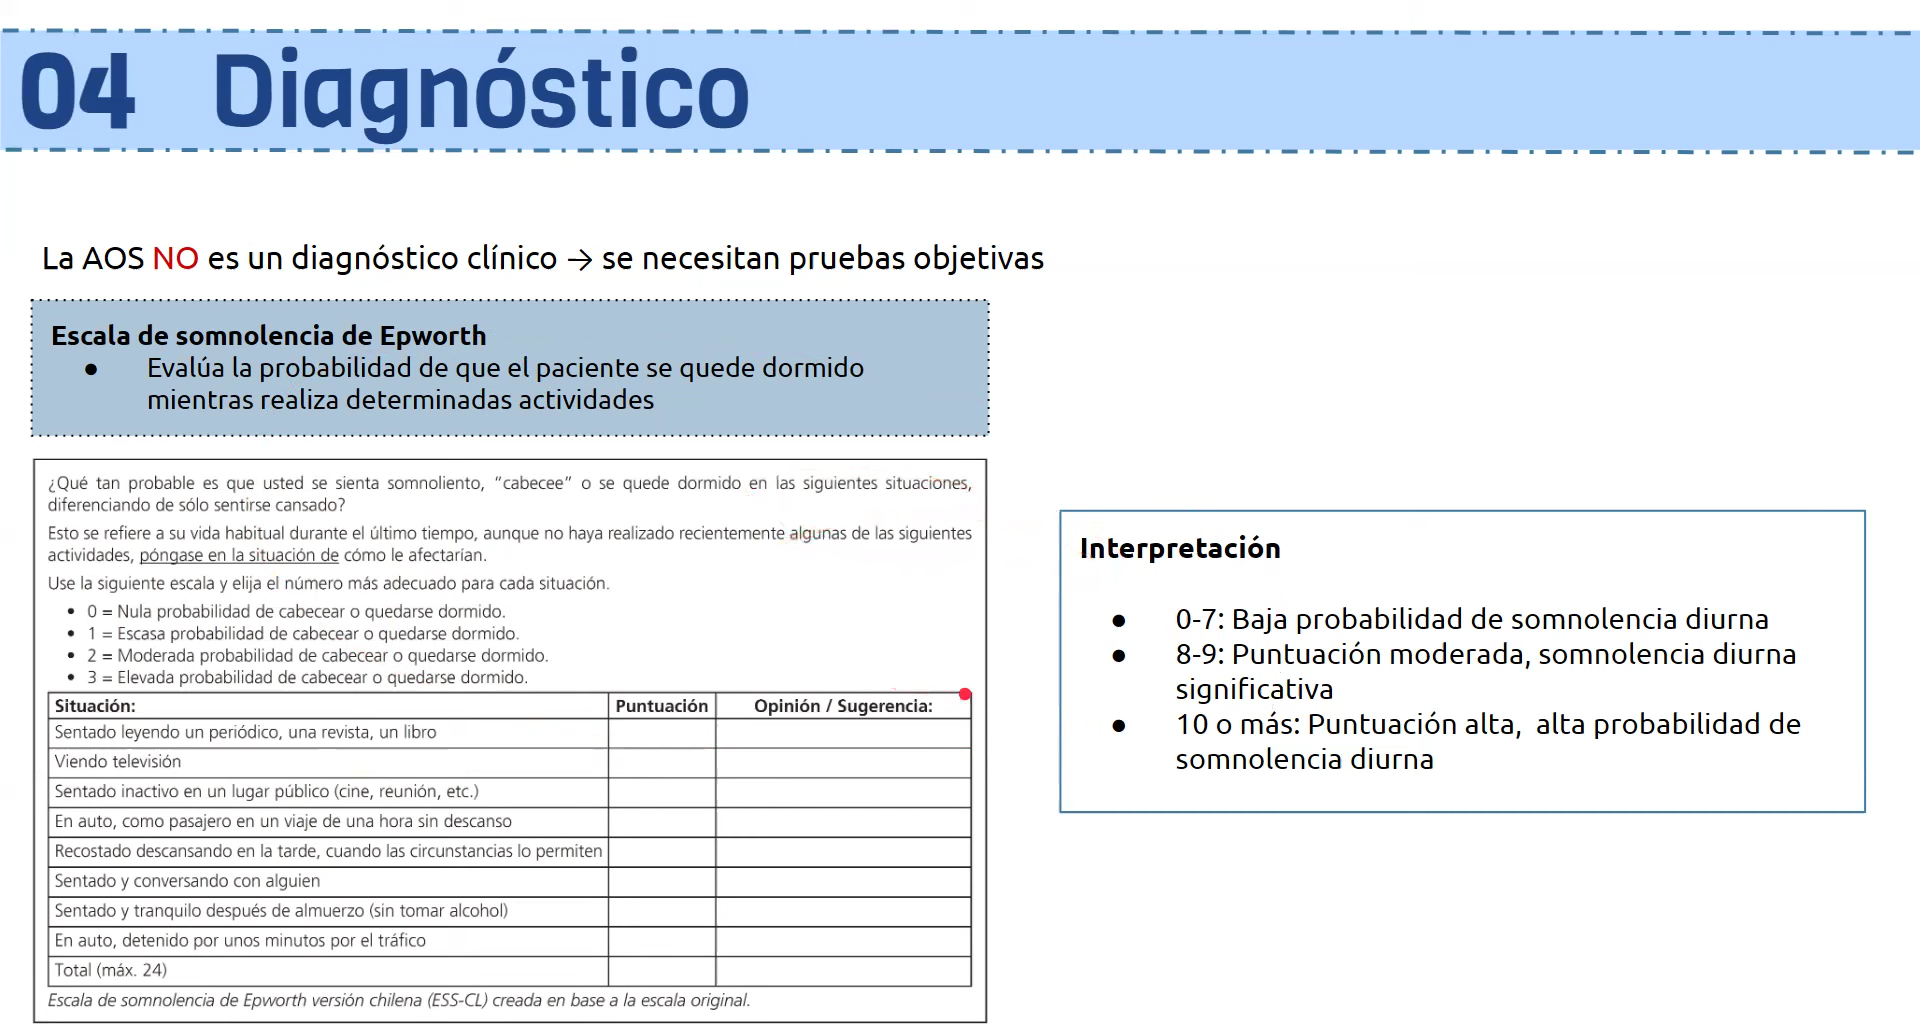 04 Diagnóstico
La AOS NO es un diagnóstico clínico → se necesitan pruebas objetivas
Escala de somnolencia de Epworth
● Evalúa la probabilidad de que el paciente se quede dormido
mientras realiza determinadas actividades
¿Qué tan probable es que usted se sienta somnoliento, “cabecee” o se quede dormido en las siguientes situaciones,
diferenciando de sólo sentirse cansado?
Esto se refiere a su vida habitual durante el último tiempo, aunque no haya realizado recientemente algunas de las siguientes
actividades, póngase en la situación de cómo le afectarían.
Use la siguiente escala y elija el número más adecuado para cada situación.
• 0 = Nula probabilidad de cabecear o quedarse dormido.
• 1 = Escasa probabilidad de cabecear o quedarse dormido.
• 2 = Moderada probabilidad de cabecear o quedarse dormido.
• 3 = Elevada probabilidad de cabecear o quedarse dormido.
Situación: Puntuación Opinión / Sugerencia:
Sentado leyendo un periódico, una revista, un libro
Viendo televisión
Sentado inactivo en un lugar público (cine, reunión, etc.)
En auto, como pasajero en un viaje de una hora sin descanso
Recostado descansando en la tarde, cuando las circunstancias lo permiten
Sentado y conversando con alguien
Sentado y tranquilo después de almuerzo (sin tomar alcohol)
En auto, detenido por unos minutos por el tráfico
Total (máx. 24)
Escala de somnolencia de Epworth versión chilena (ESS-CL) creada en base a la escala original.
Interpretación
● 0-7: Baja probabilidad de somnolencia diurna
● 8-9: Puntuación moderada, somnolencia diurna
significativa
● 10 o más: Puntuación alta, alta probabilidad de
somnolencia diurna